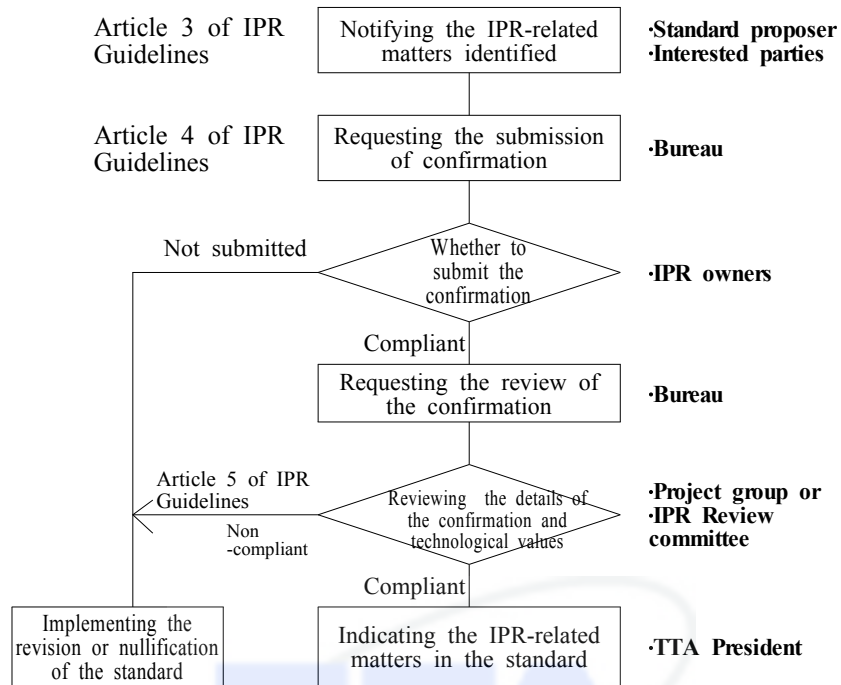 Article 3 of IPR
Guidelines
Notifying the IPR-related
matters identified
·Standard proposer
·Interested parties
Article 4 of IPR
Guidelines
Requesting the submission
of confirmation
·Bureau
Not submitted
Whether to
submit the
confirmation
·IPR owners
Compliant
Requesting the review of
the confirmation
·Bureau
Article 5 of IPR
Guidelines
Non
-compliant
Reviewing the details of
the confirmation and
technological values
·Project group or
·IPR Review
committee
Compliant
Implementing the
revision or nullification
of the standard
Indicating the IPR-related
matters in the standard
·TTA President